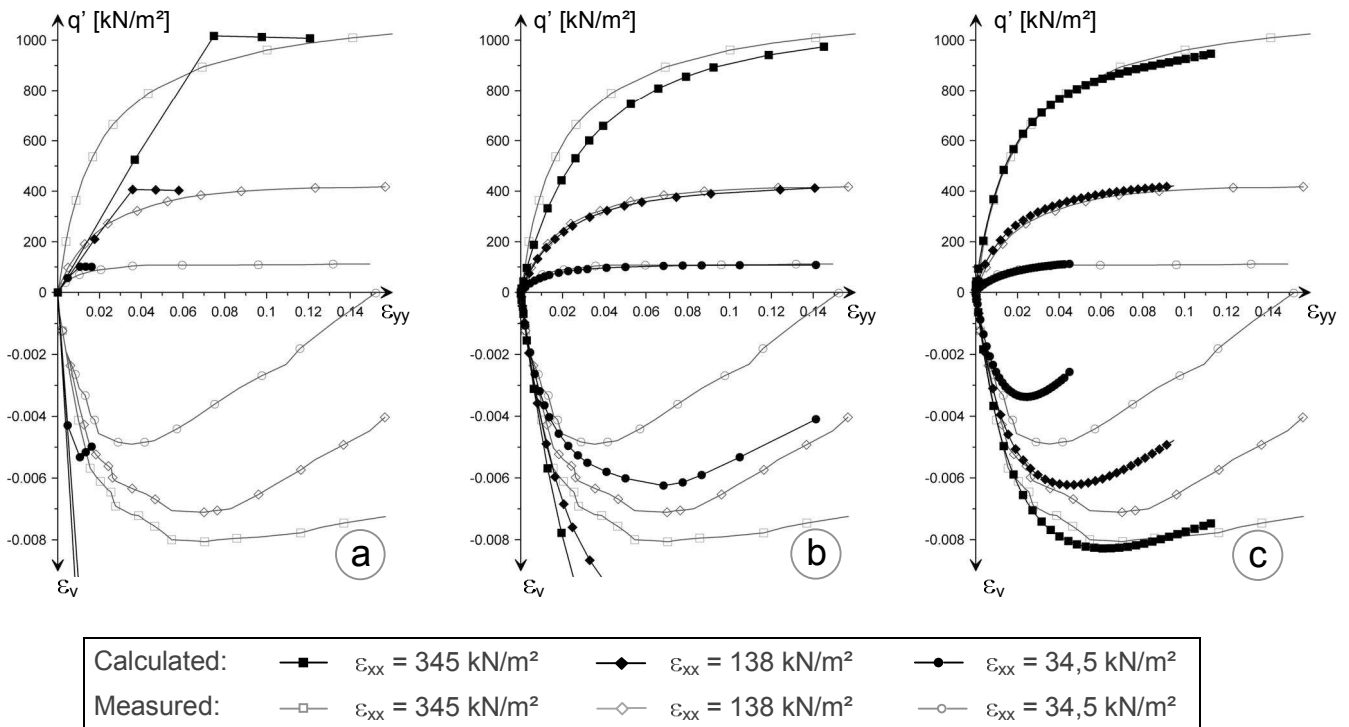 q’ [kN/m²] q’ [kN/m²] q’ [kN/m²]
1000 1000 1000
800 800 800
600 600 600
400 400 400
200 200 200
0 0.02 0.04 0.06 0.08 0.1 0.12 0.14 0 0.02 0.04 0.06 0.08 0.1 0.12 0.14 0 0.02 0.04 0.06 0.08 0.1 0.12 0.14
εyy εyy εyy
-0.002 -0.002 -0.002
-0.004 -0.004 -0.004
-0.006 -0.006 -0.006
-0.008 -0.008 -0.008
a b c
εv εv εv
Calculated: εxx = 345 kN/m² εxx = 138 kN/m² εxx = 34,5 kN/m²
Measured: εxx = 345 kN/m² εxx = 138 kN/m² εxx = 34,5 kN/m²